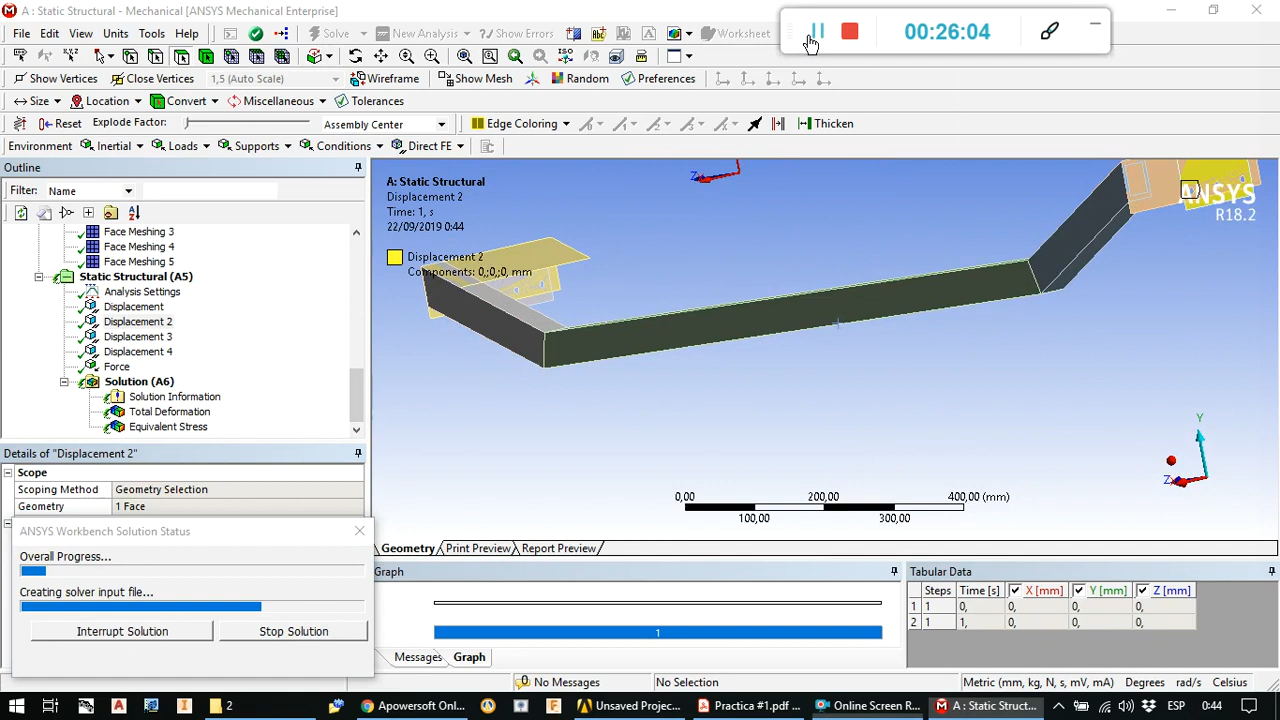 A : Static Structural - Mechanical [ANSYS Mechanical Enterprise]
00:26:04
File Edit View Units Tools Help Solve New Analysis Show Errors Worksheet
Show Vertices Close Vertices 1,5 (Auto Scale) Wireframe Show Mesh Random Preferences
Size Location Convert Miscellaneous Tolerances
Reset Explode Factor: Assembly Center Edge Coloring Thicken
Environment Inertial Loads Supports Conditions Direct FE
Outline
Filter: Name
Face Meshing 3
Face Meshing 4
Face Meshing 5
Static Structural (A5)
Analysis Settings
Displacement
Displacement 2
Displacement 3
Displacement 4
Force
Solution (A6)
Solution Information
Total Deformation
Equivalent Stress
Details of "Displacement 2"
Scope
Scoping Method Geometry Selection
Geometry 1 Face
ANSYS Workbench Solution Status
Overall Progress...
Creating solver input file...
Interrupt Solution Stop Solution
A: Static Structural
Displacement 2
Time: 1, s
22/09/2019 0:44
Displacement 2
Components: 0,;0,;0, mm
ANSYS
R18.2
Z
Y
Z
0,00 200,00 400,00 (mm)
100,00 300,00
Geometry Print Preview Report Preview
Graph
1
Messages Graph
Tabular Data
Steps Time [s] X [mm] Y [mm] Z [mm]
1 1 0, 0, 0, 0,
2 1 1, 0, 0, 0,
No Messages No Selection Metric (mm, kg, N, s, mV, mA) Degrees rad/s Celsius
2 Apowersoft Onl... Unsaved Projec... Practica #1.pdf ... Online Screen R... A : Static Struct... ESP 0:44